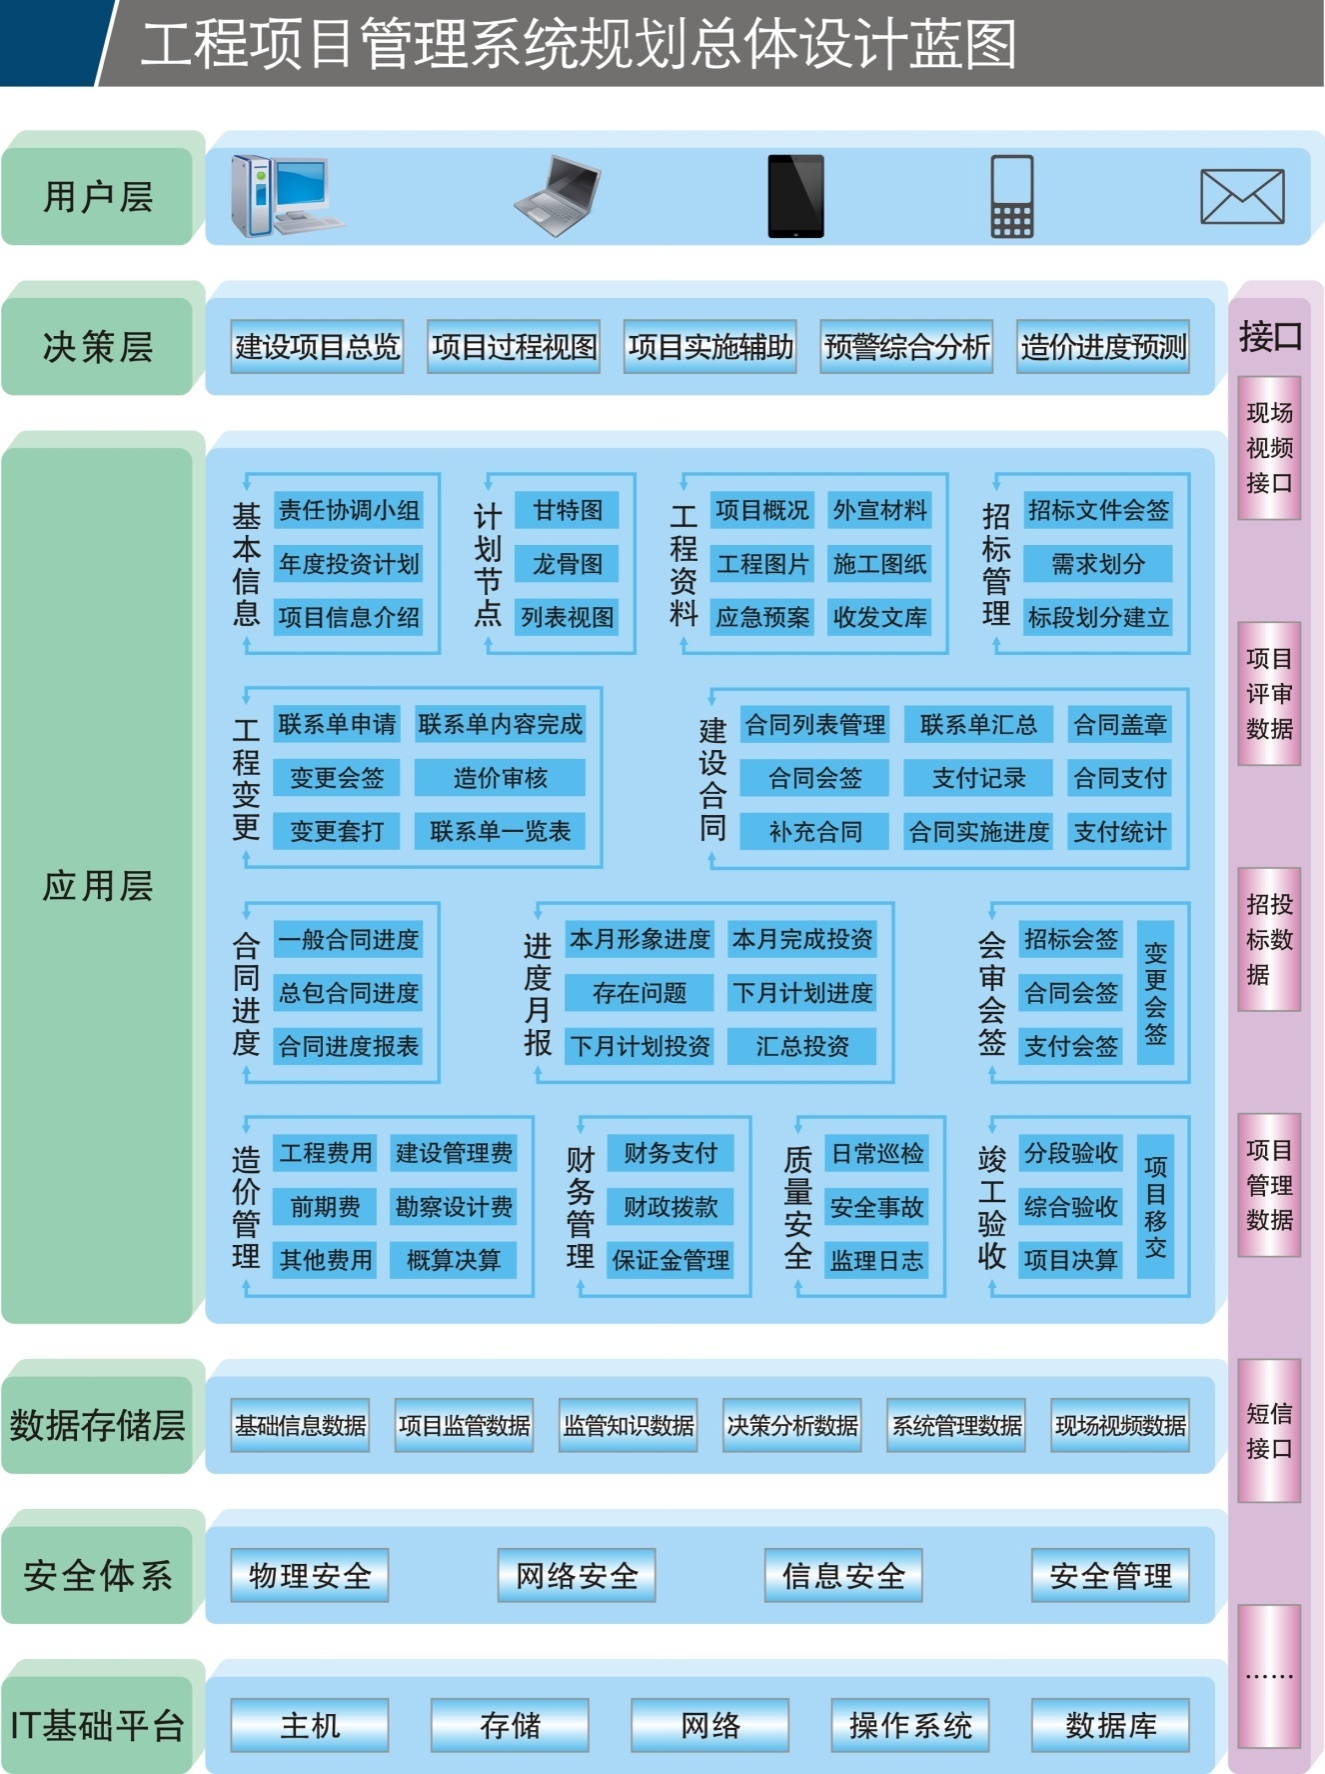 工程项目管理系统规划总体设计蓝图
用户层
决策层
建设项目总览
项目过程视图
项目实施辅助
预警综合分析
造价进度预测
应用层
基本信息
责任协调小组
年度投资计划
项目信息介绍
计划节点
甘特图
龙骨图
列表视图
工程资料
项目概况
外宣材料
工程图片
施工图纸
应急预案
收发文库
招标管理
招标文件会签
需求划分
标段划分建立
工程变更
联系单申请
联系单内容完成
变更会签
造价审核
变更套打
联系单一览表
建设合同
合同列表管理
联系单汇总
合同盖章
合同会签
支付记录
合同支付
补充合同
合同实施进度
支付统计
合同进度
一般合同进度
总包合同进度
合同进度报表
进度月报
本月形象进度
本月完成投资
存在问题
下月计划进度
下月计划投资
汇总投资
会审会签
招标会签
合同会签
支付会签
变更会签
造价管理
工程费用
建设管理费
前期费
勘察设计费
其他费用
概算决算
财务管理
财务支付
财政拨款
保证金管理
质量安全
日常巡检
安全事故
监理日志
竣工验收
分段验收
综合验收
项目决算
项目移交
数据存储层
基础信息数据
项目监管数据
监管知识数据
决策分析数据
系统管理数据
现场视频数据
安全体系
物理安全
网络安全
信息安全
安全管理
IT基础平台
主机
存储
网络
操作系统
数据库
接口
现场
视频
接口
项目
评审
数据
招投
标数
据
项目
管理
数据
短信
接口
……